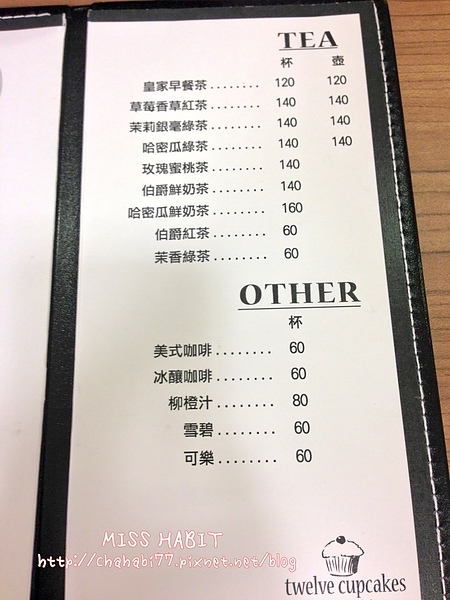 TEA
杯 壺
皇家早餐茶........ 120 120
草莓香草紅茶........ 140 140
茉莉銀毫綠茶........ 140 140
哈密瓜綠茶........ 140 140
玫瑰蜜桃茶........ 140
伯爵鮮奶茶........ 140
哈密瓜鮮奶茶........ 160
伯爵紅茶........ 60
茉香綠茶........ 60
OTHER
杯
美式咖啡........ 60
冰釀咖啡........ 60
柳橙汁........ 80
雪碧........ 60
可樂........ 60
MISS HABIT
http://chahabi77.pixnet.net/blog
twelve cupcakes